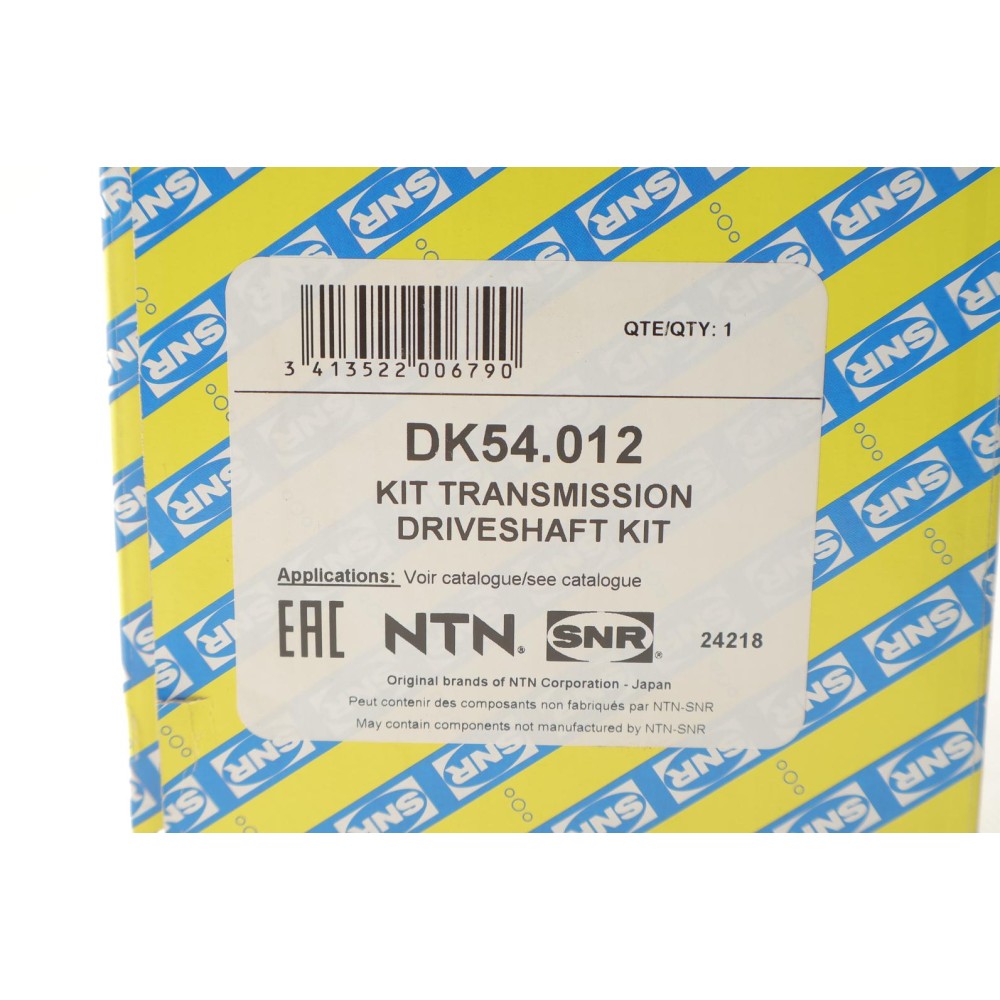 QTE/QTY: 1
3 413522 006790
DK54.012
KIT TRANSMISSION
DRIVESHAFT KIT
Applications: Voir catalogue/see catalogue
EAC NTN® SNR® 24218
Original brands of NTN Corporation - Japan
Peut contenir des composants non fabriqués par NTN-SNR
May contain components not manufactured by NTN-SNR